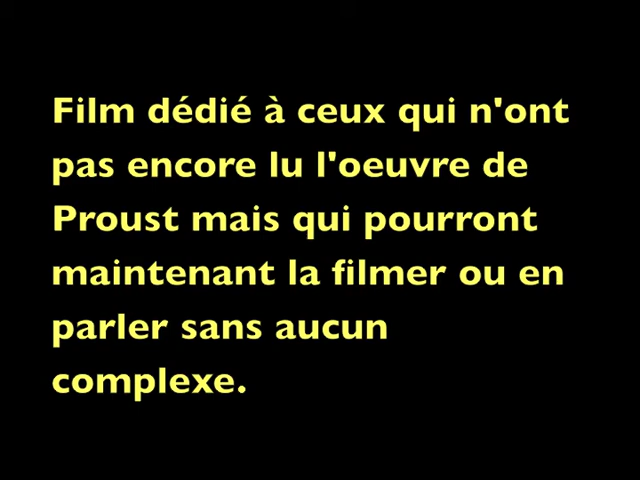 Film dédié à ceux qui n'ont
pas encore lu l'oeuvre de
Proust mais qui pourront
maintenant la filmer ou en
parler sans aucun
complexe.